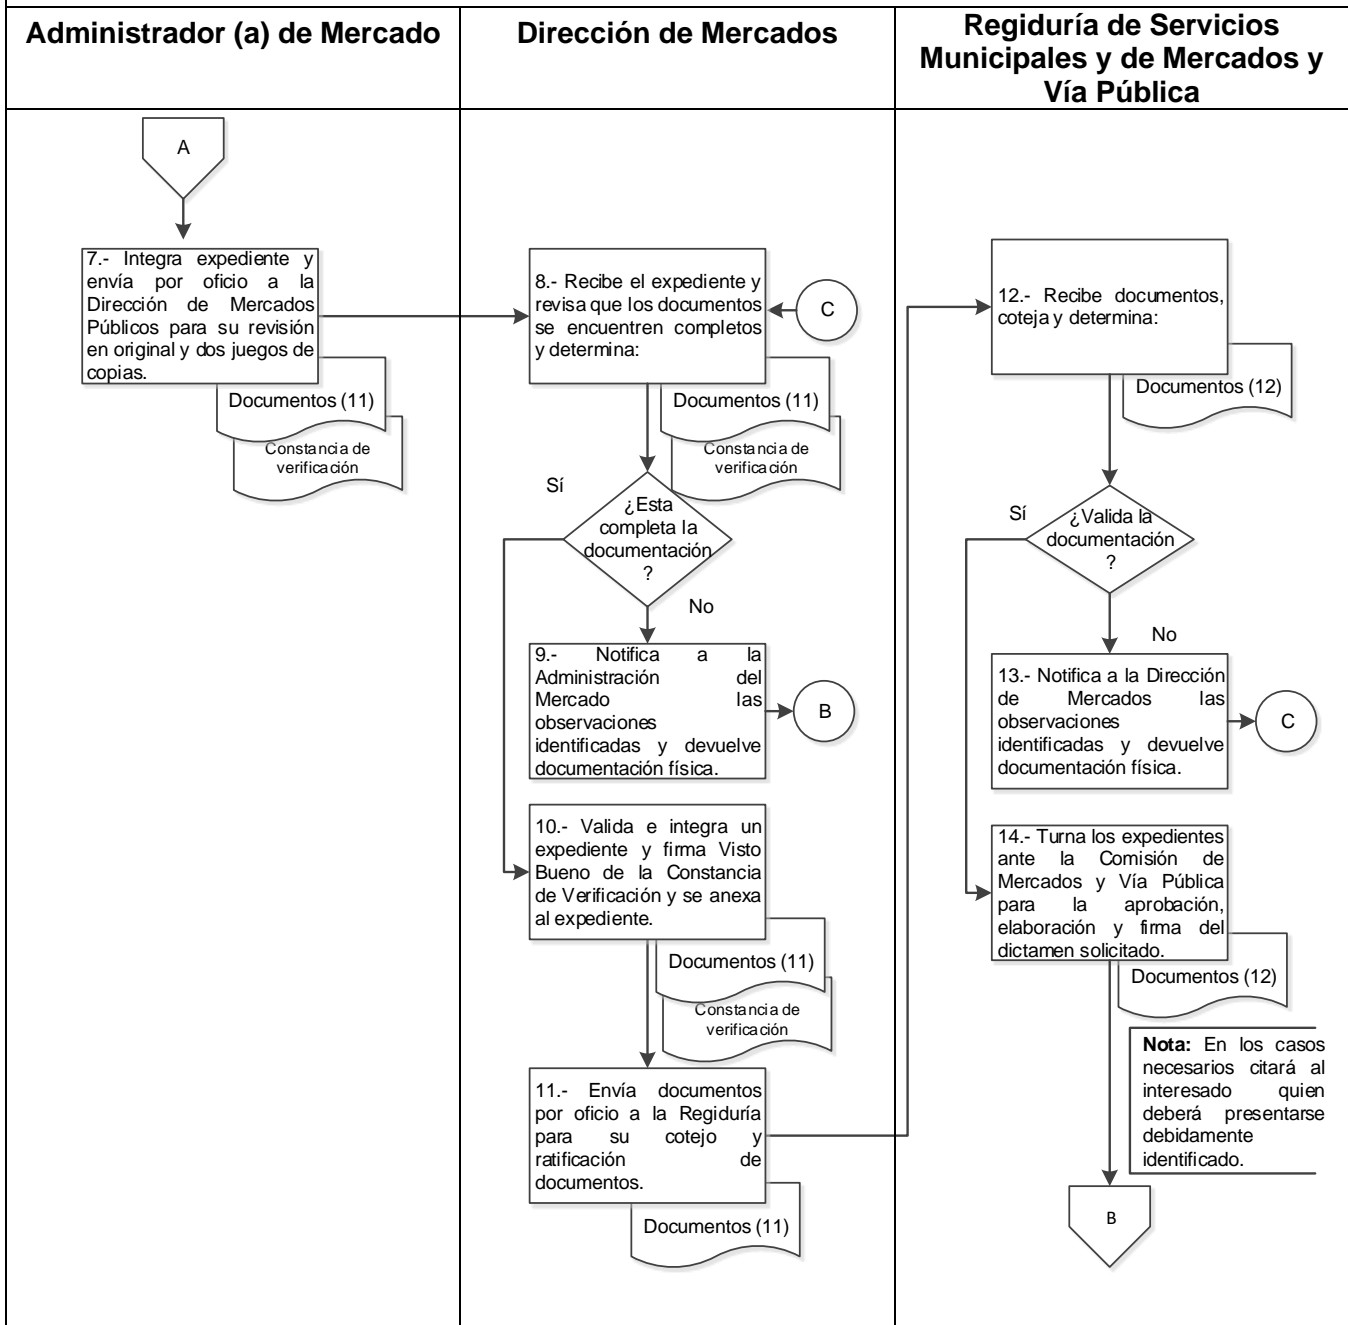 Administrador (a) de Mercado
Dirección de Mercados
Regiduría de Servicios
Municipales y de Mercados y
Vía Pública
A
7.- Integra expediente y
envía por oficio a la
Dirección de Mercados
Públicos para su revisión
en original y dos juegos de
copias.
Documentos (11)
Constancia de
verificación
8.- Recibe el expediente y
revisa que los documentos
se encuentren completos
y determina:
C
Documentos (11)
Constancia de
verificación
Sí
¿Esta
completa la
documentación
?
No
9.- Notifica a la
Administración del
Mercado las
observaciones
identificadas y devuelve
documentación física.
B
10.- Valida e integra un
expediente y firma Visto
Bueno de la Constancia
de Verificación y se anexa
al expediente.
Documentos (11)
Constancia de
verificación
11.- Envía documentos
por oficio a la Regiduría
para su cotejo y
ratificación de
documentos.
Documentos (11)
12.- Recibe documentos,
coteja y determina:
Documentos (12)
Sí
¿Valida la
documentación
?
No
13.- Notifica a la Dirección
de Mercados las
observaciones
identificadas y devuelve
documentación física.
C
14.- Turna los expedientes
ante la Comisión de
Mercados y Vía Pública
para la aprobación,
elaboración y firma del
dictamen solicitado.
Documentos (12)
Nota: En los casos
necesarios citará al
interesado quien
deberá presentarse
debidamente
identificado.
B